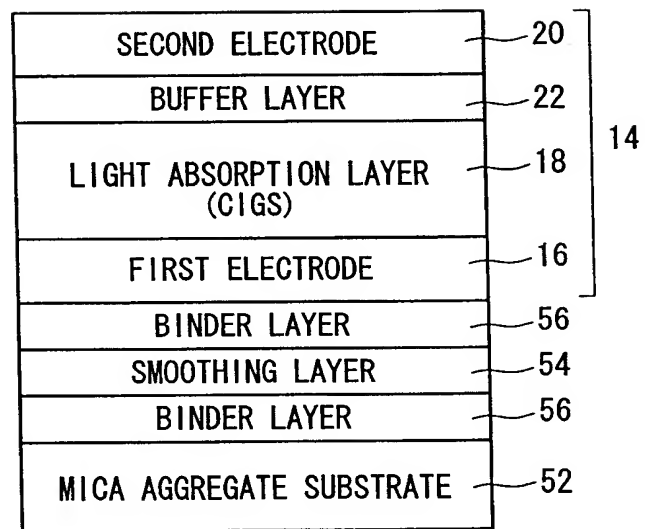 SECOND ELECTRODE 20
BUFFER LAYER 22
14
LIGHT ABSORPTION LAYER 18
(CIGS)
FIRST ELECTRODE 16
BINDER LAYER 56
SMOOTHING LAYER 54
BINDER LAYER 56
MICA AGGREGATE SUBSTRATE 52